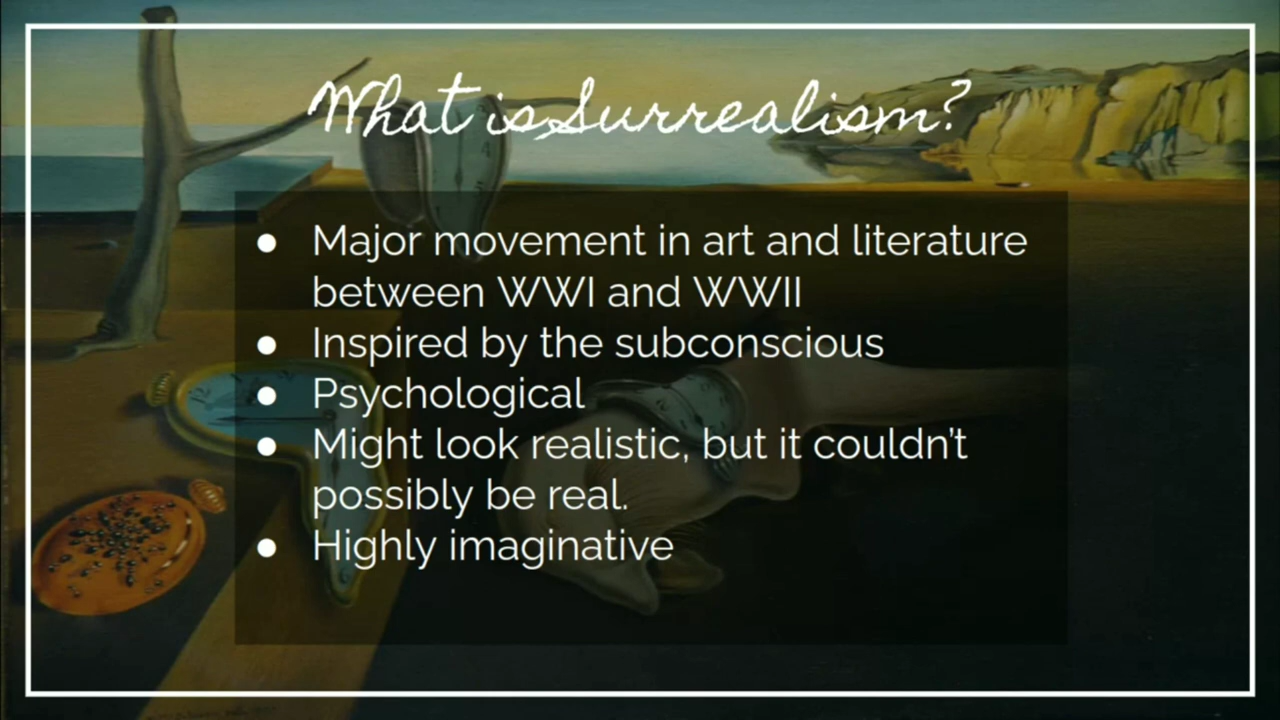 What is Surrealism?
● Major movement in art and literature
between WWI and WWII
● Inspired by the subconscious
● Psychological
● Might look realistic, but it couldn't
possibly be real.
● Highly imaginative